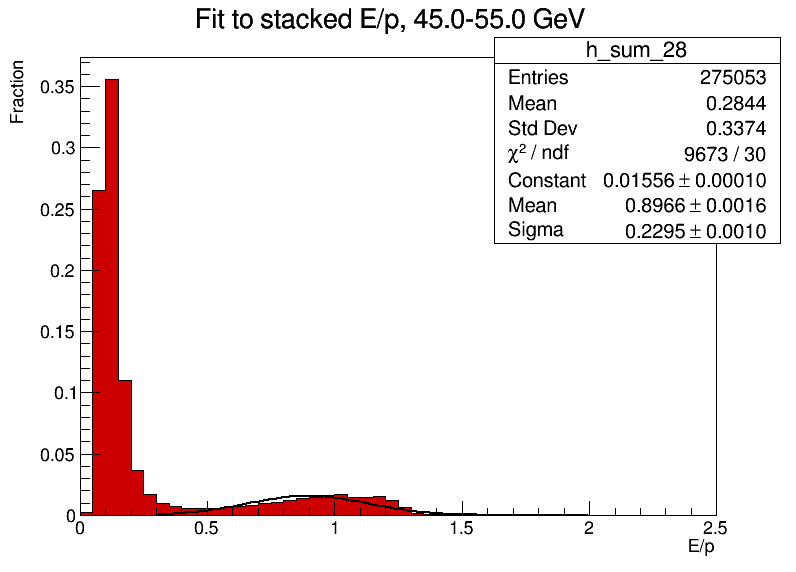 Fit to stacked E/p, 45.0-55.0 GeV
h_sum_28
Entries 275053
Mean 0.2844
Std Dev 0.3374
χ² / ndf 9673 / 30
Constant 0.01556 ± 0.00010
Mean 0.8966 ± 0.0016
Sigma 0.2295 ± 0.0010
Fraction
0.35
0.3
0.25
0.2
0.15
0.1
0.05
0
0 0.5 1 1.5 2 2.5
E/p